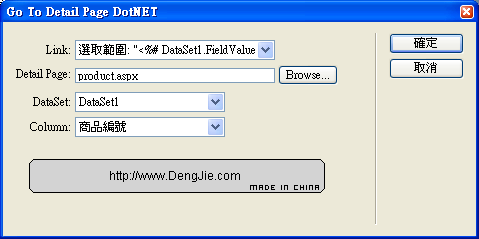 Go To Detail Page DotNET
Link: 選取範圍: "<%# DataSet1.FieldValue
確定
Detail Page: product.aspx Browse...
取消
DataSet: DataSet1
Column: 商品編號
http://www.DengJie.com
MADE IN CHINA